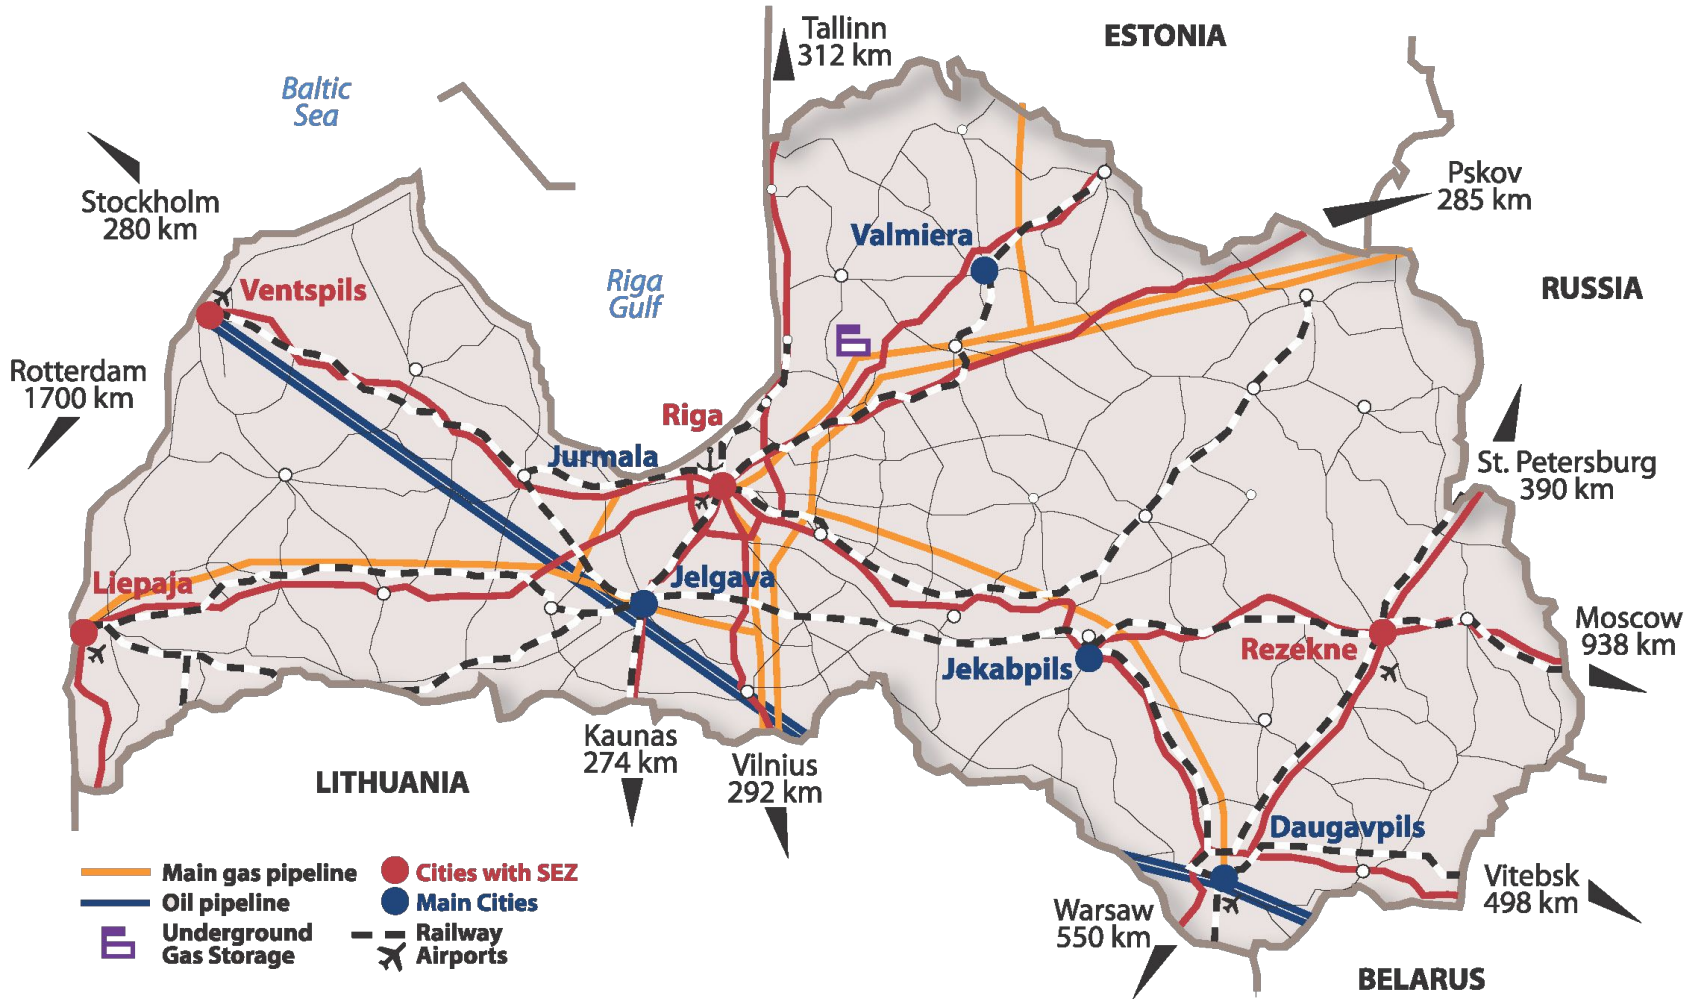 Tallinn
312 km
ESTONIA
Baltic
Sea
Stockholm
280 km
Pskov
285 km
Valmiera
Ventspils
Riga
Gulf
RUSSIA
Rotterdam
1700 km
Riga
Jurmala
St. Petersburg
390 km
Liepaja
Jelgava
Moscow
938 km
Rezekne
Jekabpils
Kaunas
274 km
Vilnius
292 km
LITHUANIA
Daugavpils
Vitebsk
498 km
Warsaw
550 km
BELARUS
Main gas pipeline
Cities with SEZ
Oil pipeline
Main Cities
Underground
Gas Storage
Railway
Airports